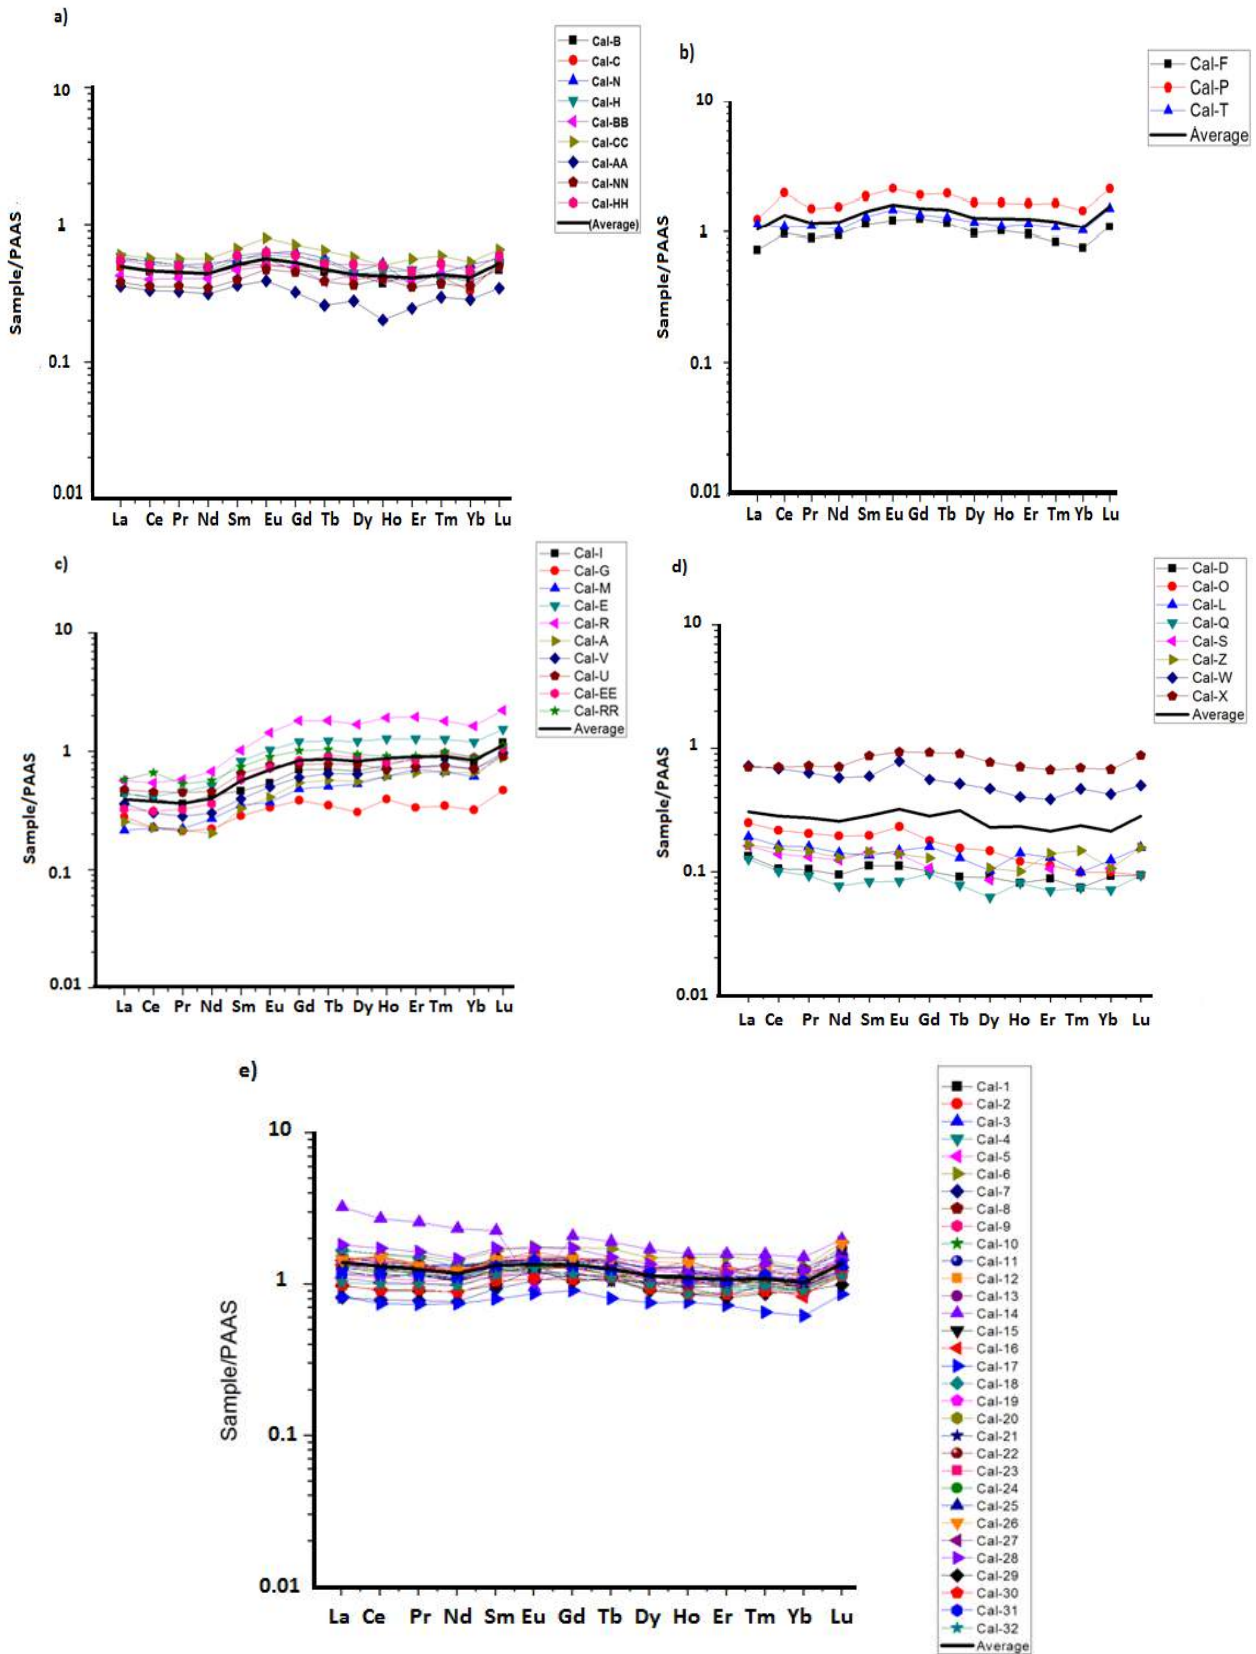 a)
Cal-B
Cal-C
Cal-N
Cal-H
Cal-BB
Cal-CC
Cal-AA
Cal-NN
Cal-HH
(Average)
10
1
0.1
0.01
Sample/PAAS
La Ce Pr Nd Sm Eu Gd Tb Dy Ho Er Tm Yb Lu
b)
Cal-F
Cal-P
Cal-T
Average
10
1
0.1
0.01
Sample/PAAS
La Ce Pr Nd Sm Eu Gd Tb Dy Ho Er Tm Yb Lu
c)
Cal-I
Cal-G
Cal-M
Cal-E
Cal-R
Cal-A
Cal-V
Cal-U
Cal-EE
Cal-RR
Average
10
1
0.1
0.01
Sample/PAAS
La Ce Pr Nd Sm Eu Gd Tb Dy Ho Er Tm Yb Lu
d)
Cal-D
Cal-O
Cal-L
Cal-Q
Cal-S
Cal-Z
Cal-W
Cal-X
Average
10
1
0.1
0.01
Sample/PAAS
La Ce Pr Nd Sm Eu Gd Tb Dy Ho Er Tm Yb Lu
e)
Cal-1
Cal-2
Cal-3
Cal-4
Cal-5
Cal-6
Cal-7
Cal-8
Cal-9
Cal-10
Cal-11
Cal-12
Cal-13
Cal-14
Cal-15
Cal-16
Cal-17
Cal-18
Cal-19
Cal-20
Cal-21
Cal-22
Cal-23
Cal-24
Cal-25
Cal-26
Cal-27
Cal-28
Cal-29
Cal-30
Cal-31
Cal-32
Average
10
1
0.1
0.01
Sample/PAAS
La Ce Pr Nd Sm Eu Gd Tb Dy Ho Er Tm Yb Lu